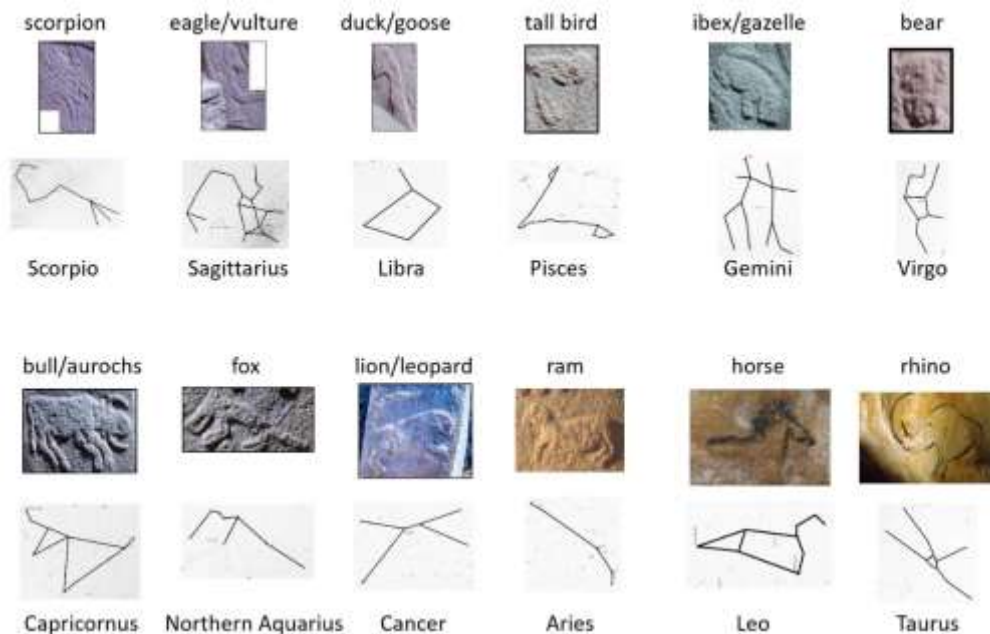 scorpion eagle/vulture duck/goose tall bird ibex/gazelle bear
Scorpio Sagittarius Libra Pisces Gemini Virgo
bull/aurochs fox lion/leopard ram horse rhino
Capricornus Northern Aquarius Cancer Aries Leo Taurus